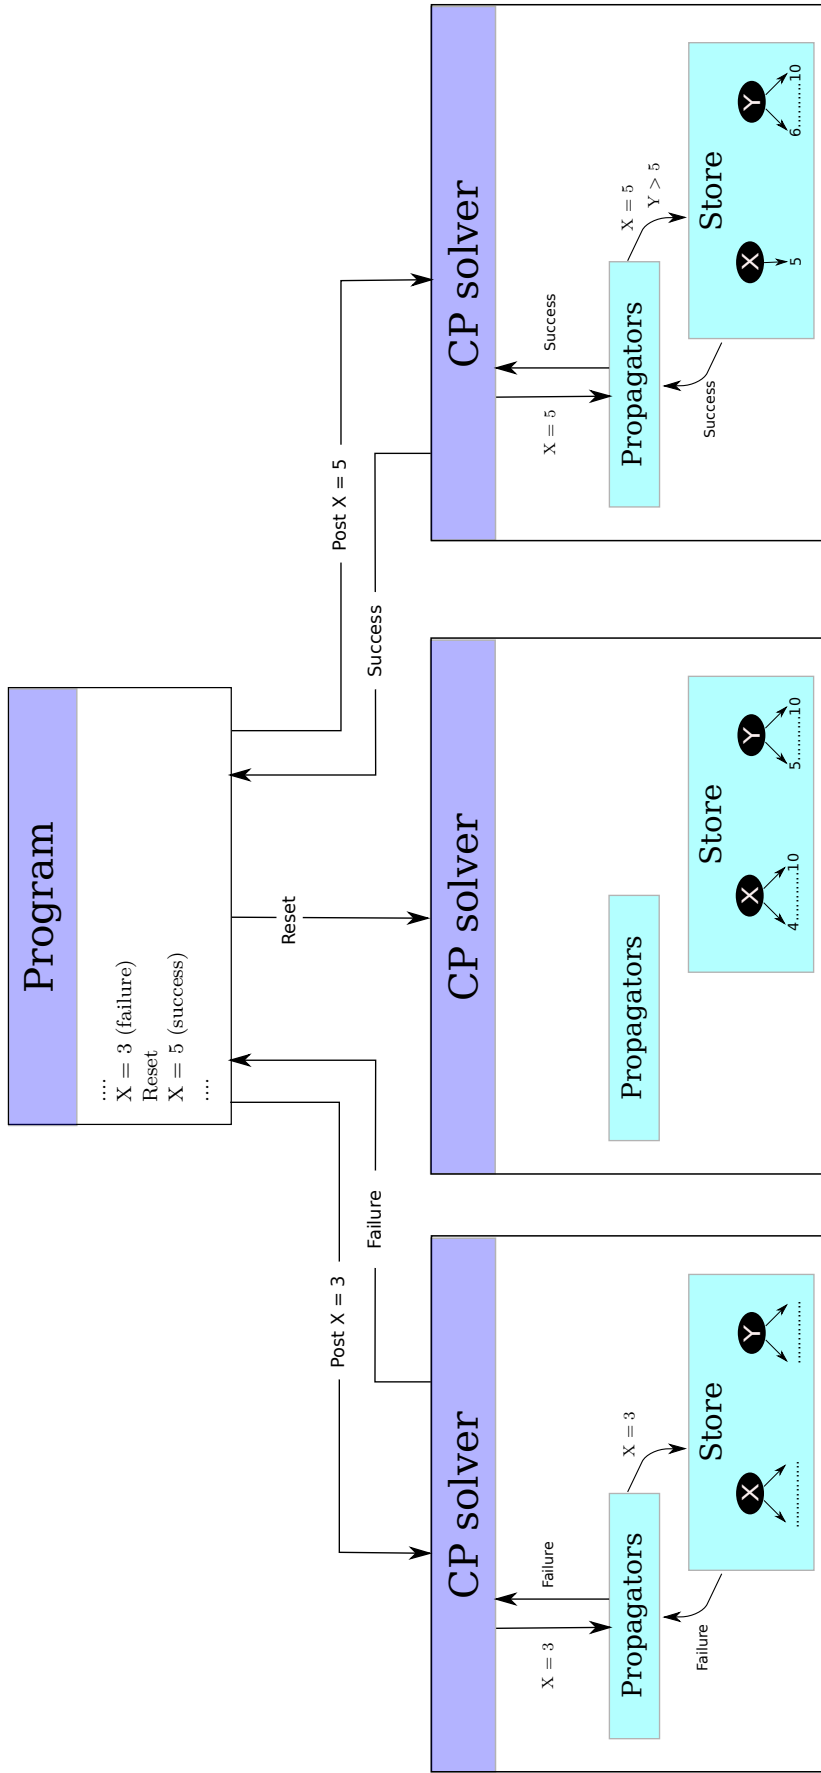 Program
....
X = 3 (failure)
Reset
X = 5 (success)
....
Post X = 3
Failure
Reset
Post X = 5
Success
CP solver
X = 3
Failure
Propagators
X = 3
Failure
Store
X
Y
..............
............
CP solver
Propagators
Store
X
Y
4...........10
5...........10
CP solver
X = 5
Success
Propagators
X = 5
Y > 5
Success
Store
X
Y
5
6...........10